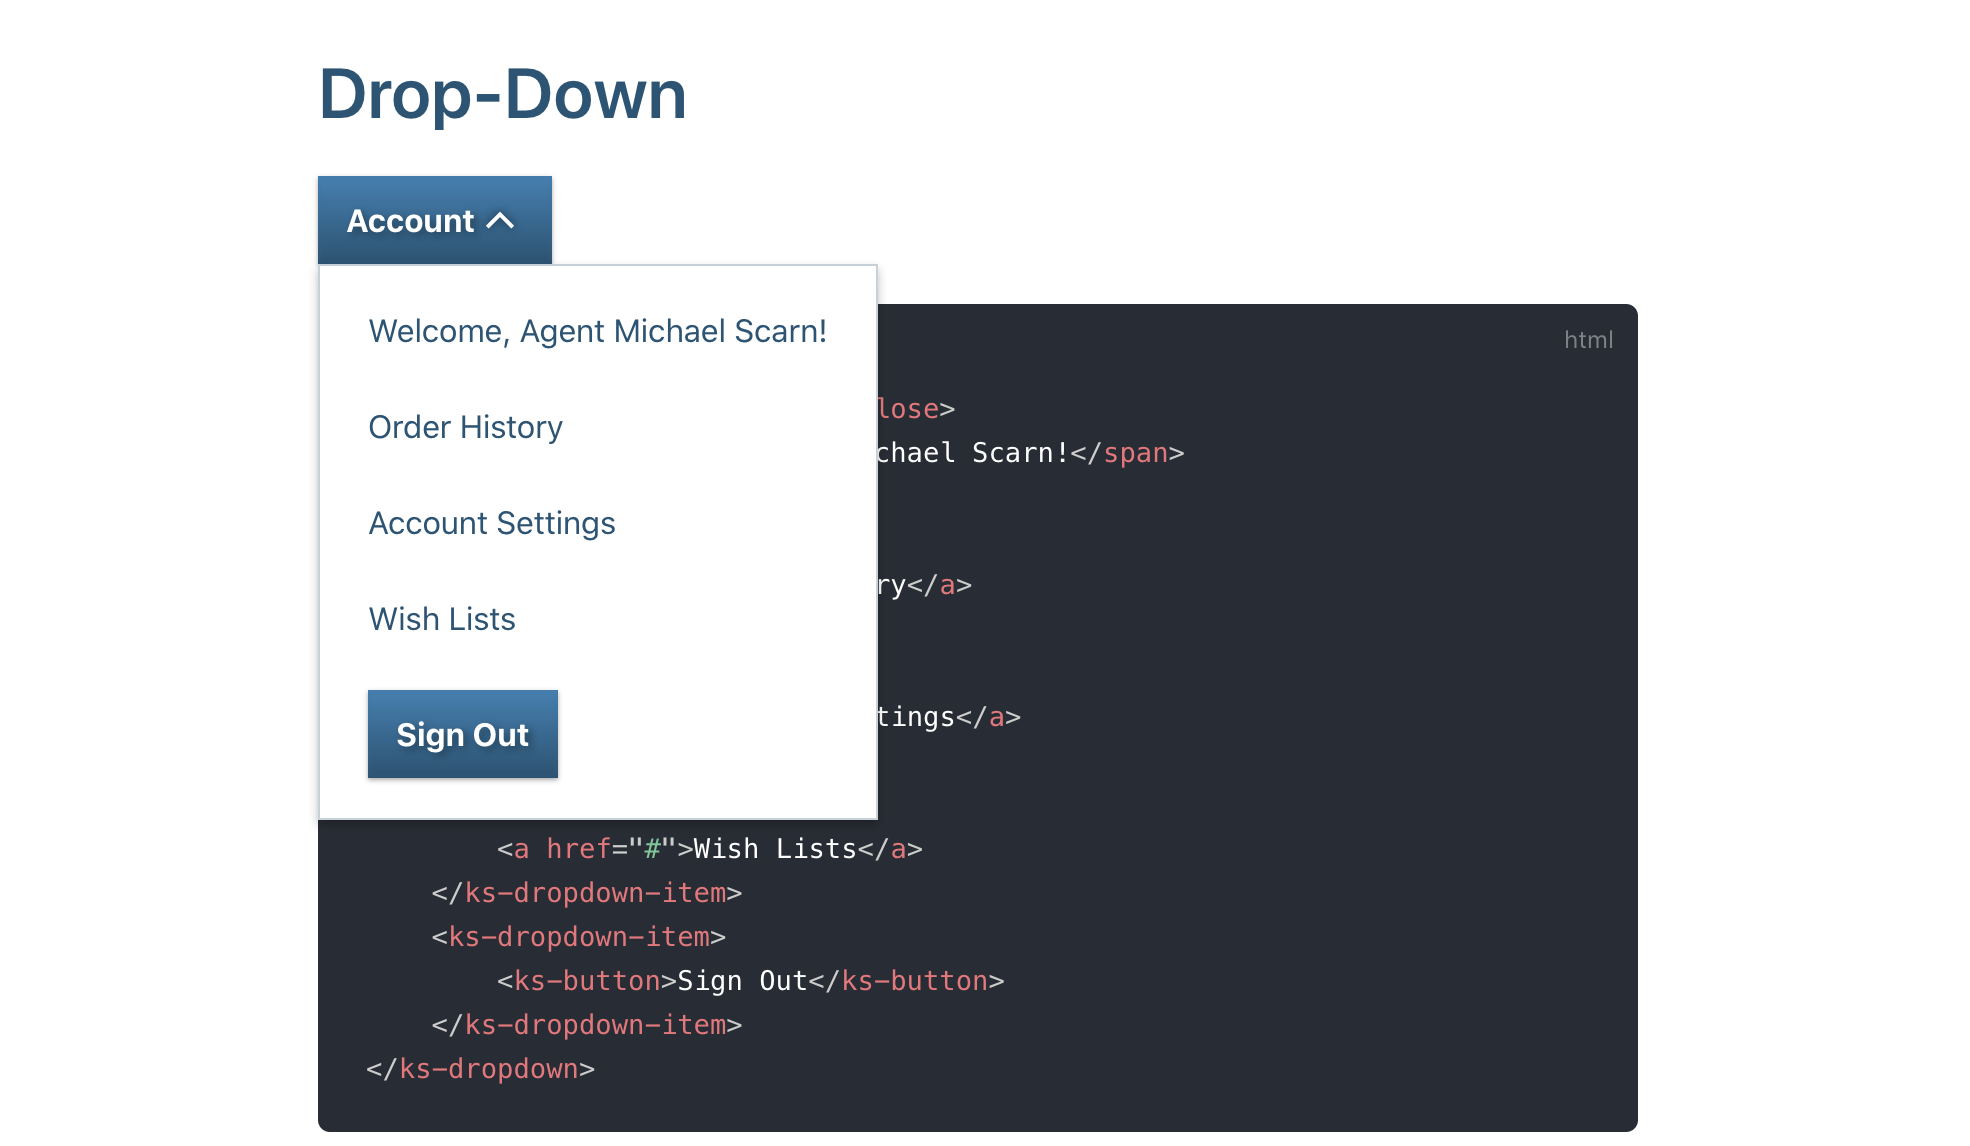 Drop-Down
Account
Welcome, Agent Michael Scarn!
Order History
Account Settings
Wish Lists
Sign Out
html
lose>
chael Scarn!</span>
ry</a>
tings</a>
<a href="#">Wish Lists</a>
</ks-dropdown-item>
<ks-dropdown-item>
<ks-button>Sign Out</ks-button>
</ks-dropdown-item>
</ks-dropdown>